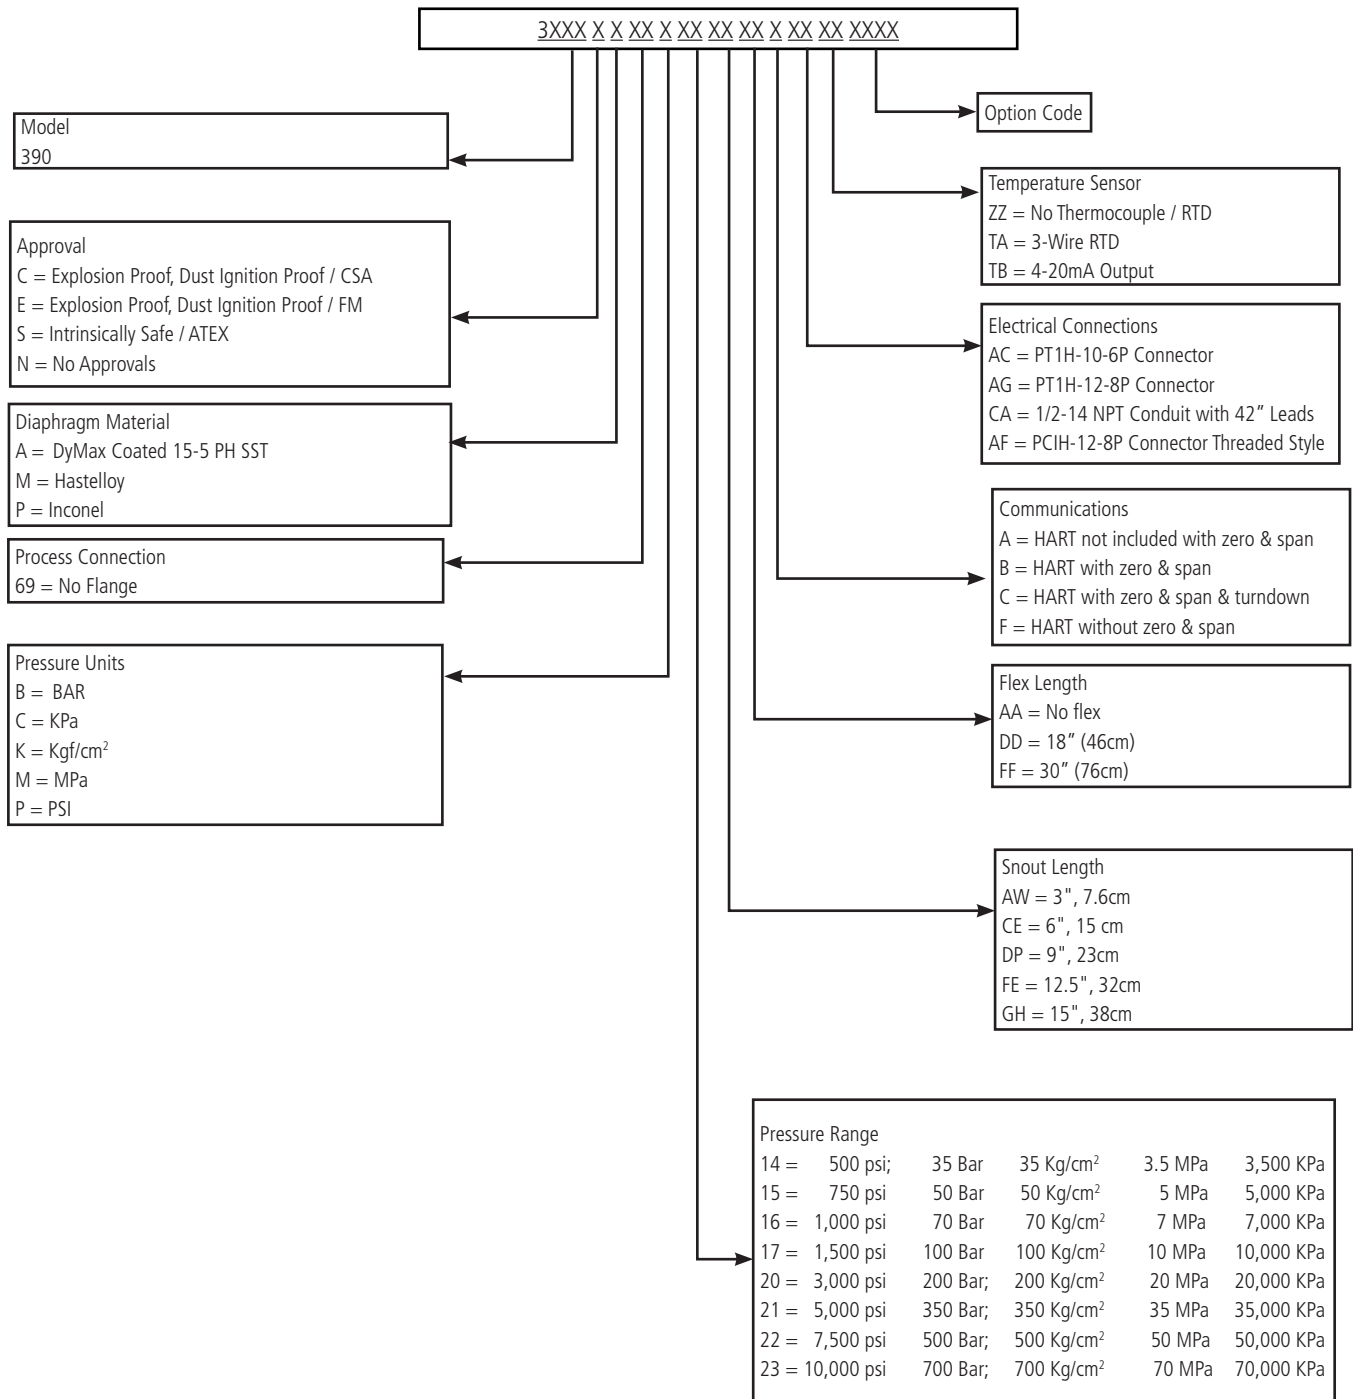 3XXX X X XX X XX XX XX X XX XX XXXX
Model
390
Approval
C = Explosion Proof, Dust Ignition Proof / CSA
E = Explosion Proof, Dust Ignition Proof / FM
S = Intrinsically Safe / ATEX
N = No Approvals
Diaphragm Material
A = DyMax Coated 15-5 PH SST
M = Hastelloy
P = Inconel
Process Connection
69 = No Flange
Pressure Units
B = BAR
C = KPa
K = Kgf/cm²
M = MPa
P = PSI
Option Code
Temperature Sensor
ZZ = No Thermocouple / RTD
TA = 3-Wire RTD
TB = 4-20mA Output
Electrical Connections
AC = PT1H-10-6P Connector
AG = PT1H-12-8P Connector
CA = 1/2-14 NPT Conduit with 42” Leads
AF = PCIH-12-8P Connector Threaded Style
Communications
A = HART not included with zero & span
B = HART with zero & span
C = HART with zero & span & turndown
F = HART without zero & span
Flex Length
AA = No flex
DD = 18” (46cm)
FF = 30” (76cm)
Snout Length
AW = 3", 7.6cm
CE = 6", 15 cm
DP = 9", 23cm
FE = 12.5", 32cm
GH = 15", 38cm
Pressure Range
14 = 500 psi; 35 Bar 35 Kg/cm² 3.5 MPa 3,500 KPa
15 = 750 psi 50 Bar 50 Kg/cm² 5 MPa 5,000 KPa
16 = 1,000 psi 70 Bar 70 Kg/cm² 7 MPa 7,000 KPa
17 = 1,500 psi 100 Bar 100 Kg/cm² 10 MPa 10,000 KPa
20 = 3,000 psi 200 Bar; 200 Kg/cm² 20 MPa 20,000 KPa
21 = 5,000 psi 350 Bar; 350 Kg/cm² 35 MPa 35,000 KPa
22 = 7,500 psi 500 Bar; 500 Kg/cm² 50 MPa 50,000 KPa
23 = 10,000 psi 700 Bar; 700 Kg/cm² 70 MPa 70,000 KPa